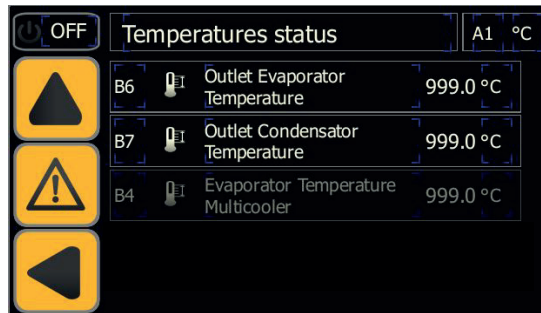 OFF Temperatures status A1 °C
B6 Outlet Evaporator Temperature 999.0 °C
B7 Outlet Condensator Temperature 999.0 °C
B4 Evaporator Temperature Multicooler 999.0 °C